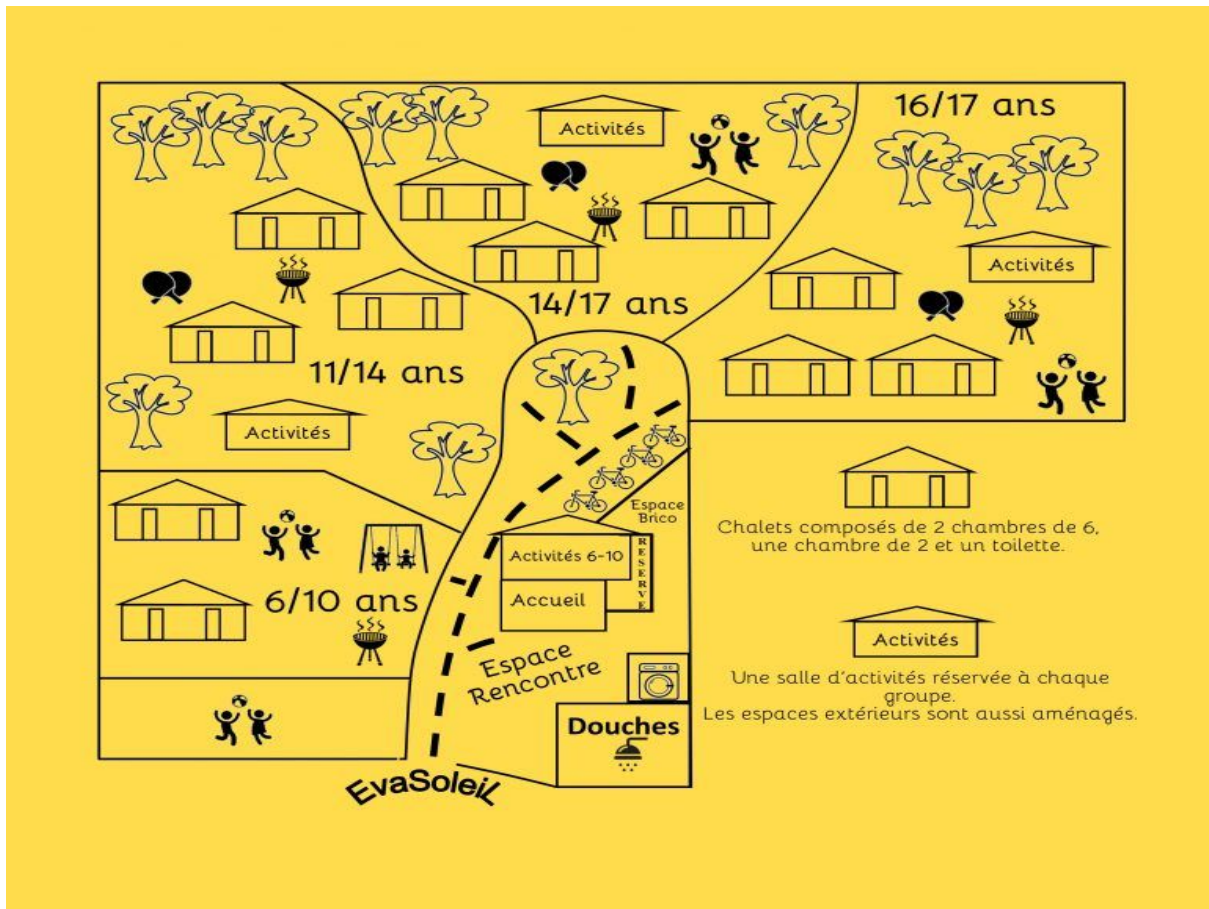 16/17 ans
Activités
Activités
14/17 ans
11/14 ans
Activités
Espace
Brico
Activités 6-10
RESERVE
Accueil
6/10 ans
Espace
Rencontre
Douches
EvaSoleiL
Chalets composés de 2 chambres de 6,
une chambre de 2 et un toilette.
Activités
Une salle d'activités réservée à chaque
groupe.
Les espaces extérieurs sont aussi aménagés.